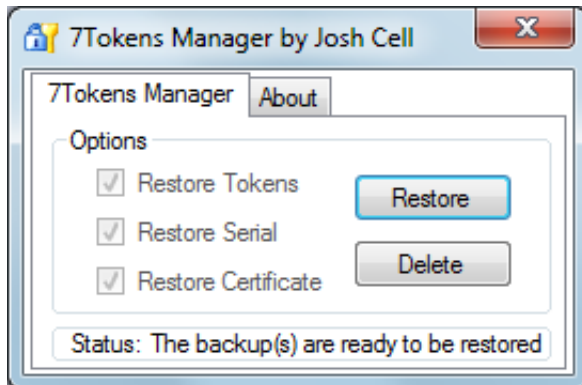 7Tokens Manager by Josh Cell
7Tokens Manager About
Options
Restore Tokens
Restore
Restore Serial
Delete
Restore Certificate
Status: The backup(s) are ready to be restored